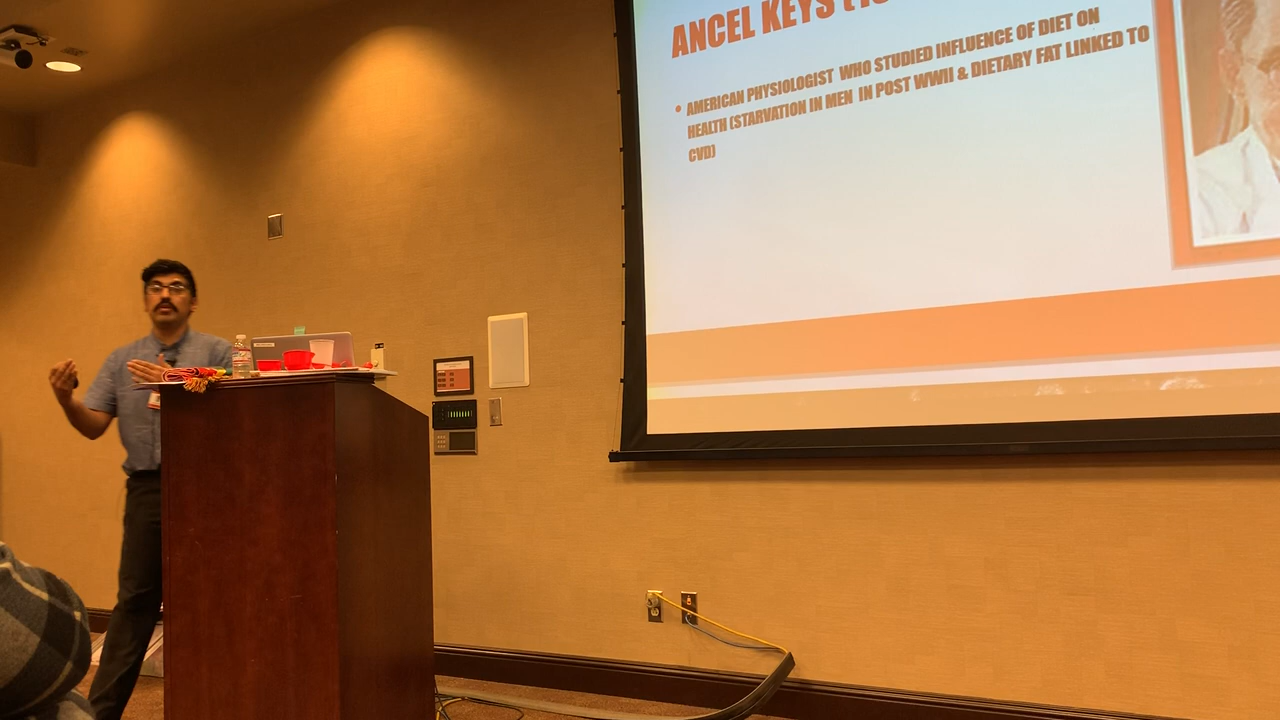 ANCEL KEYS
• AMERICAN PHYSIOLOGIST WHO STUDIED INFLUENCE OF DIET ON
HEALTH (STARVATION IN MEN IN POST WWII & DIETARY FAT LINKED TO
CVD)